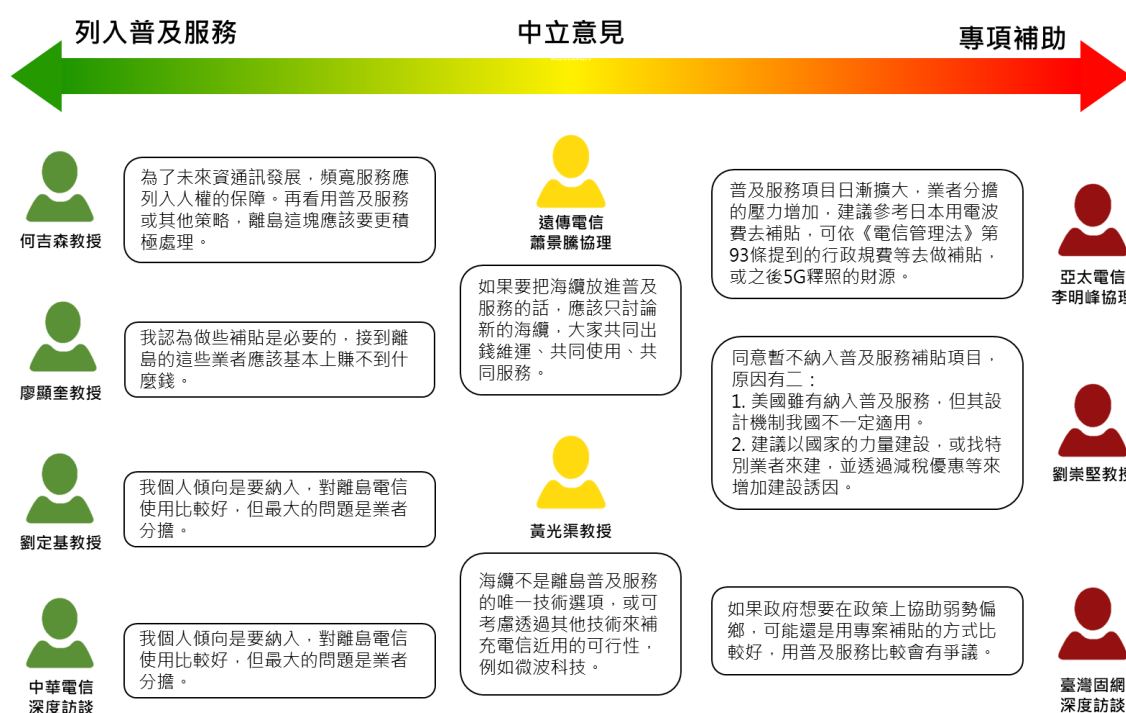 列入普及服務
中立意見
專項補助
何吉森教授
為了未來資通訊發展，頻寬服務應
列入人權的保障。再看用普及服務
或其他策略，離島這塊應該要更積
極處理。
廖顯奎教授
我認為做些補貼是必要的，接到離
島的這些業者應該基本上賺不到什
麼錢。
劉定基教授
我個人傾向是要納入，對離島電信
使用比較好，但最大的問題是業者
分擔。
中華電信
深度訪談
我個人傾向是要納入，對離島電信
使用比較好，但最大的問題是業者
分擔。
遠傳電信
蕭景騰協理
如果要把海纜放進普及
服務的話，應該只討論
新的海纜，大家共同出
錢維運、共同使用、共
同服務。
黃光渠教授
海纜不是離島普及服務
的唯一技術選項，或可
考慮透過其他技術來補
充電信近用的可行性，
例如微波科技。
普及服務項目日漸擴大，業者分擔
的壓力增加，建議參考日本用電波
費去補貼，可依《電信管理法》第
93條提到的行政規費等去做補貼，
或之後5G釋照的財源。
亞太電信
李明峰協理
同意暫不納入普及服務補貼項目，
原因有二：
1. 美國雖有納入普及服務，但其設
計機制我國不一定適用。
2. 建議以國家的力量建設，或找特
別業者來建，並透過減稅優惠等來
增加建設誘因。
劉崇堅教授
如果政府想要在政策上協助弱勢偏
鄉，可能還是用專案補貼的方式比
較好，用普及服務比較會有爭議。
臺灣固網
深度訪談